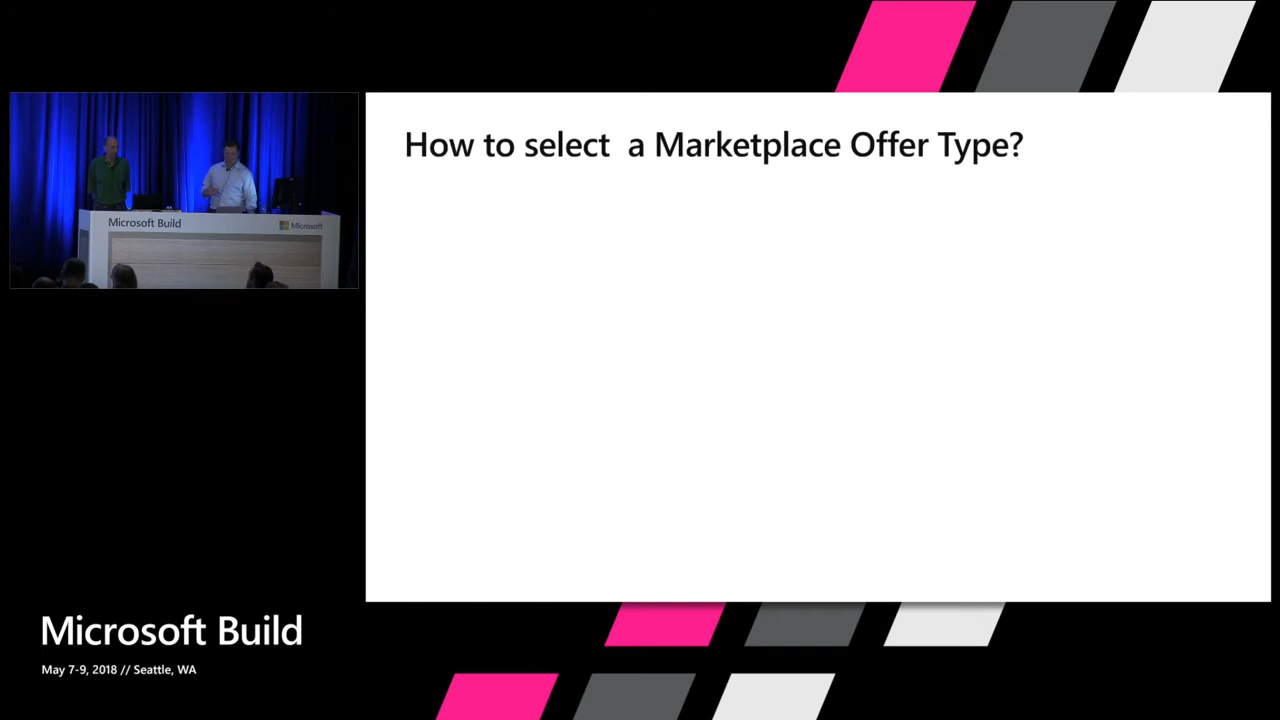 How to select  a Marketplace Offer Type?
Microsoft Build
Microsoft
Microsoft Build
May 7-9, 2018 // Seattle, WA